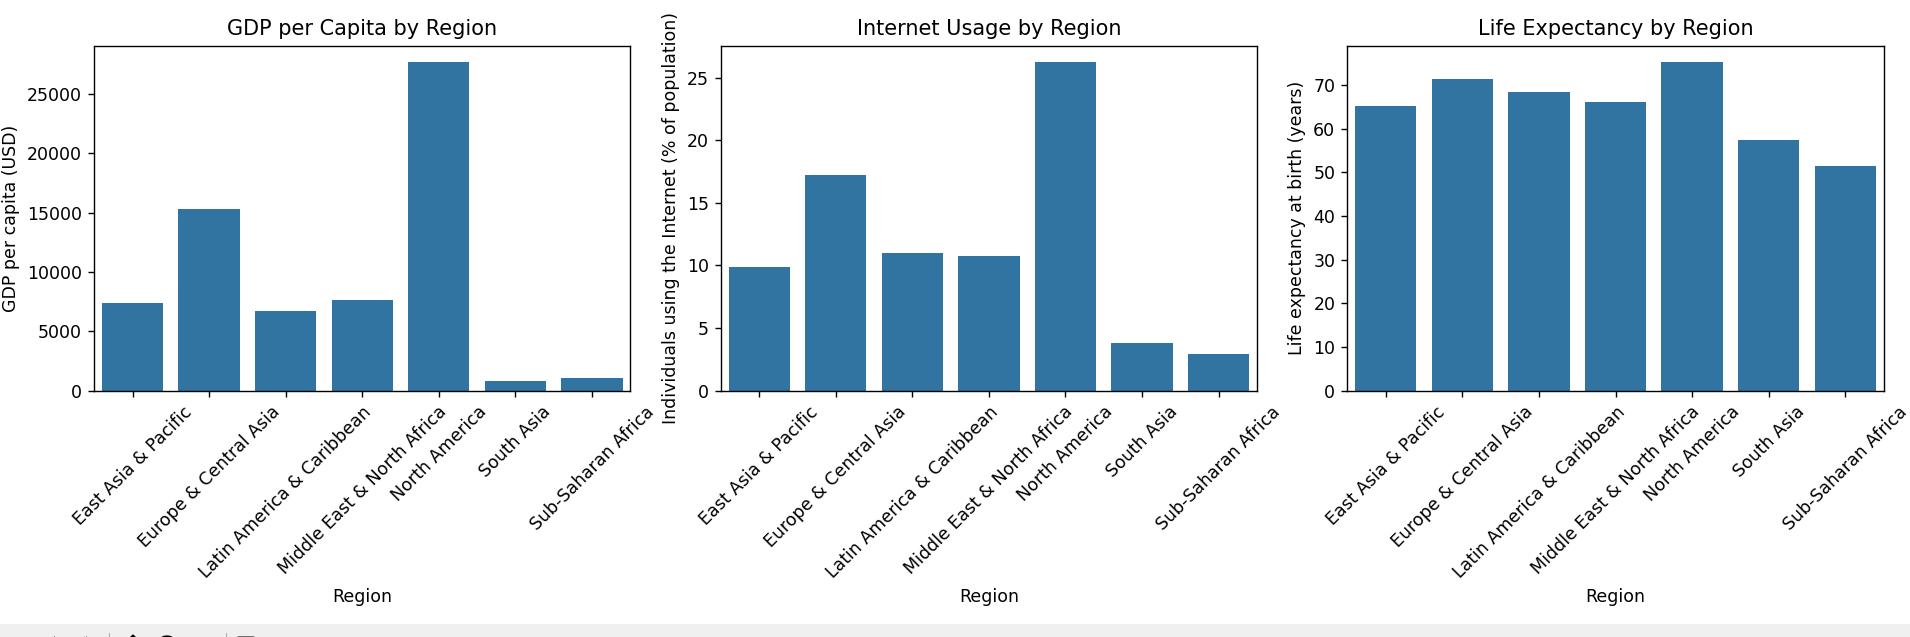 GDP per Capita by Region
GDP per capita (USD)
25000
20000
15000
10000
5000
0
East Asia & Pacific
Europe & Central Asia
Latin America & Caribbean
Middle East & North Africa
North America
South Asia
Sub-Saharan Africa
Region
Internet Usage by Region
Individuals using the Internet (% of population)
25
20
15
10
5
0
East Asia & Pacific
Europe & Central Asia
Latin America & Caribbean
Middle East & North Africa
North America
South Asia
Sub-Saharan Africa
Region
Life Expectancy by Region
Life expectancy at birth (years)
70
60
50
40
30
20
10
0
East Asia & Pacific
Europe & Central Asia
Latin America & Caribbean
Middle East & North Africa
North America
South Asia
Sub-Saharan Africa
Region